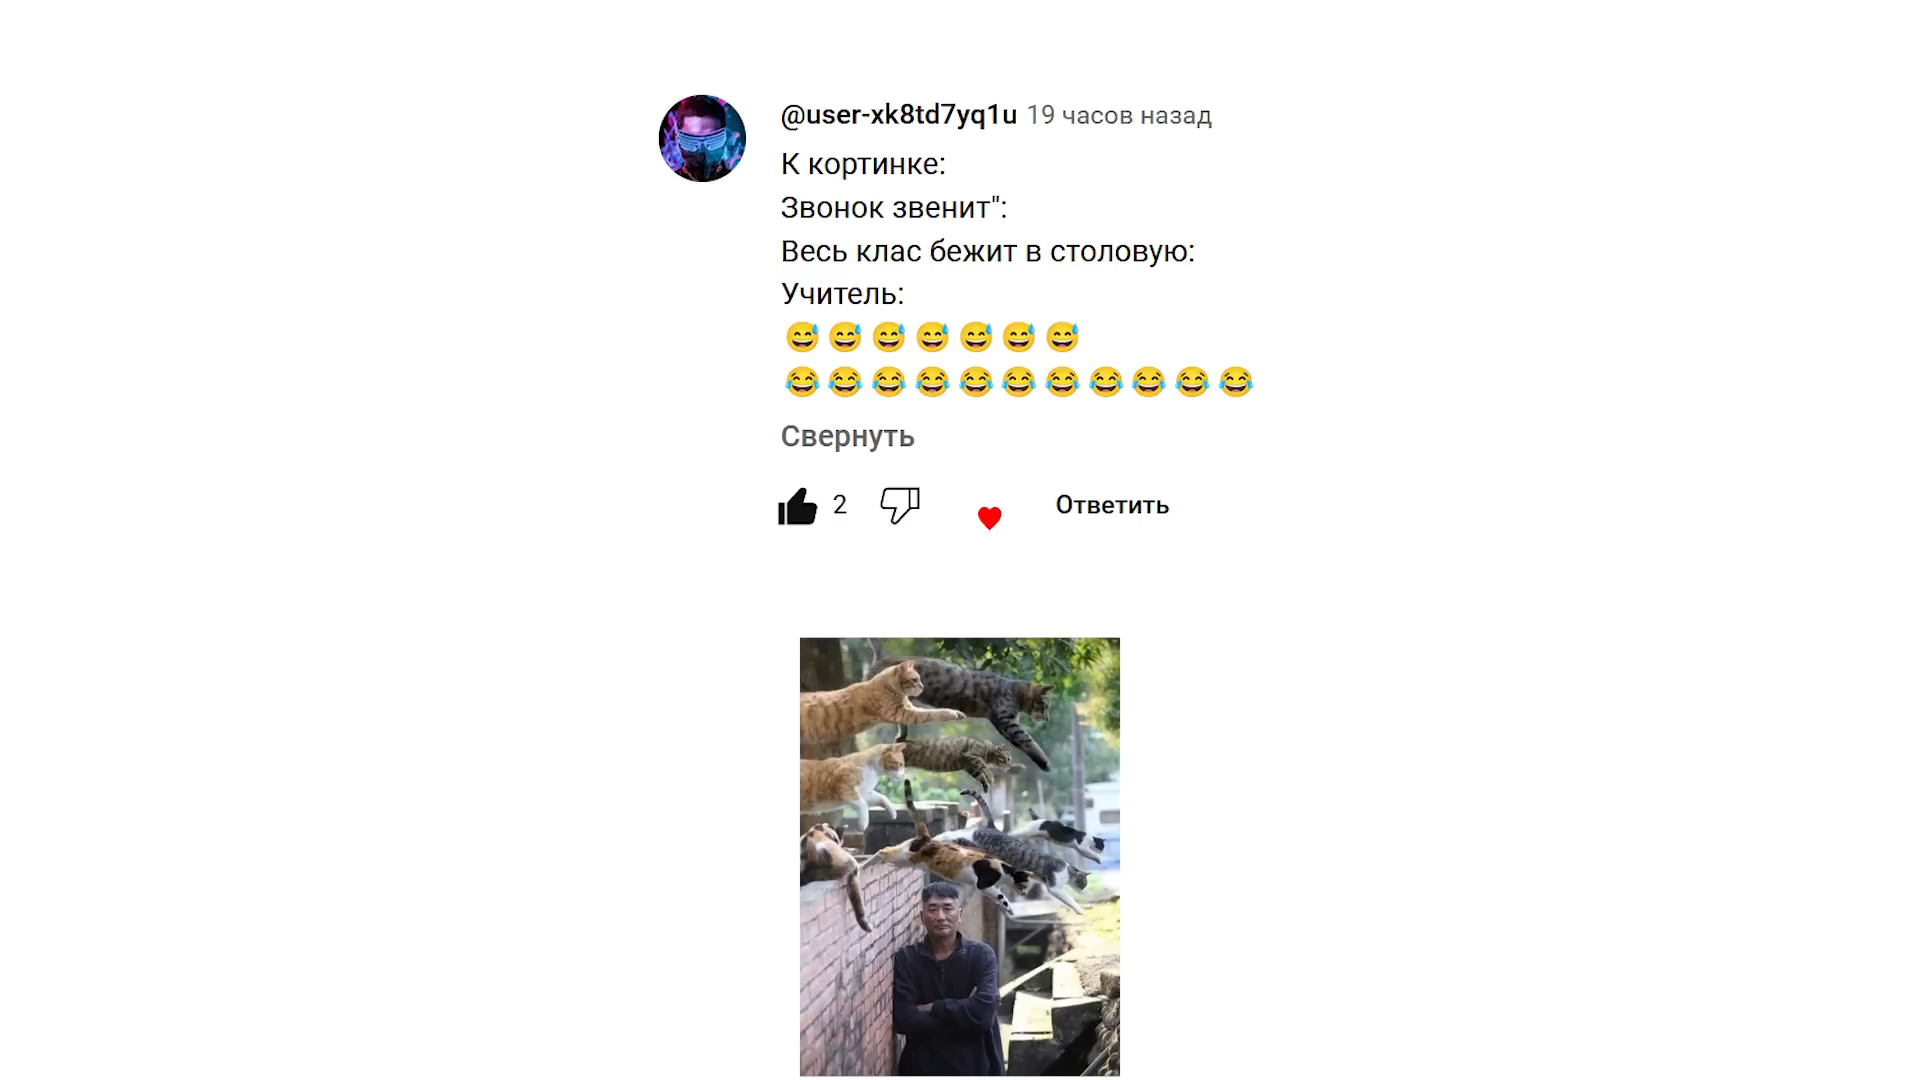 @user-xk8td7yq1u 19 часов назад
К кортинке:
Звонок звенит":
Весь клас бежит в столовую:
Учитель:
😅😅😅😅😅😅😅
😂😂😂😂😂😂😂😂😂😂😂
Свернуть
2 Ответить